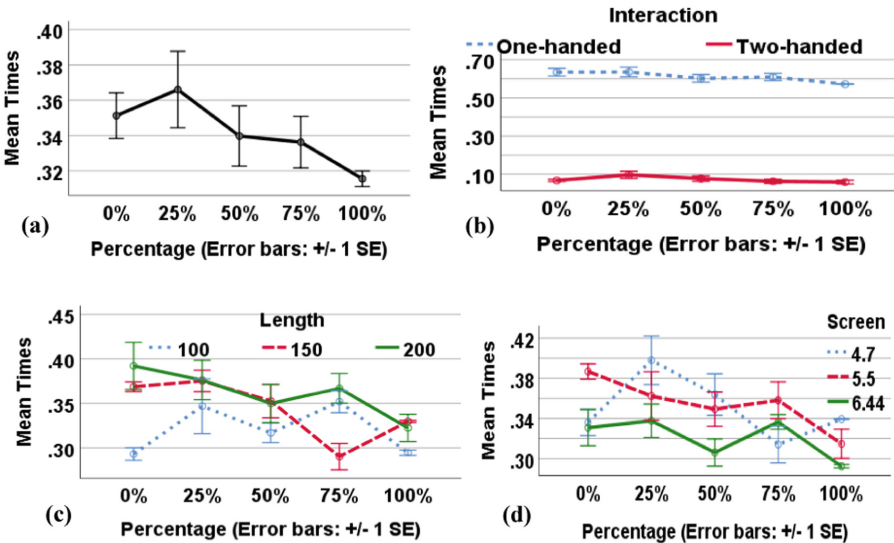 .40
.38
.36
.34
.32
Mean Times
0% 25% 50% 75% 100%
(a)
Percentage (Error bars: +/- 1 SE)
Interaction
One-handed Two-handed
.70
.50
.30
.10
Mean Times
0% 25% 50% 75% 100%
(b)
Percentage (Error bars: +/- 1 SE)
.45
.40
.35
.30
Mean Times
Length
100 150 200
0% 25% 50% 75% 100%
(c)
Percentage (Error bars: +/- 1 SE)
Screen
4.7
5.5
6.44
.42
.38
.34
.30
Mean Times
0% 25% 50% 75% 100%
(d)
Percentage (Error bars: +/- 1 SE)